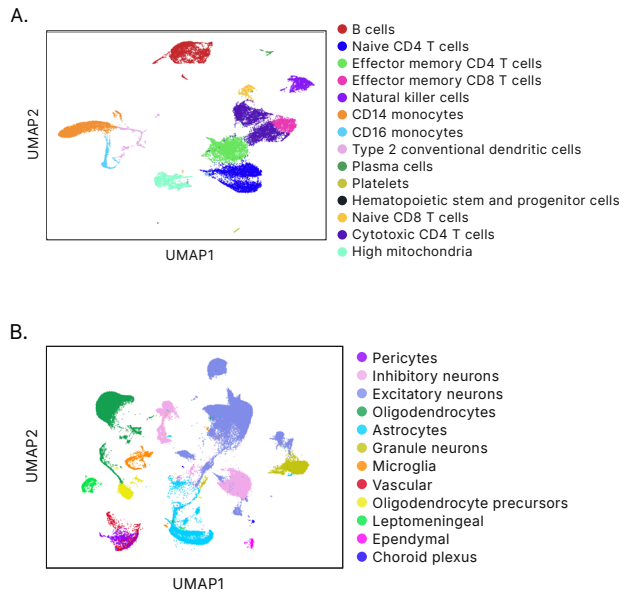 A.
UMAP2
UMAP1
B cells
Naive CD4 T cells
Effector memory CD4 T cells
Effector memory CD8 T cells
Natural killer cells
CD14 monocytes
CD16 monocytes
Type 2 conventional dendritic cells
Plasma cells
Platelets
Hematopoietic stem and progenitor cells
Naive CD8 T cells
Cytotoxic CD4 T cells
High mitochondria
B.
UMAP2
UMAP1
Pericytes
Inhibitory neurons
Excitatory neurons
Oligodendrocytes
Astrocytes
Granule neurons
Microglia
Vascular
Oligodendrocyte precursors
Leptomeningeal
Ependymal
Choroid plexus